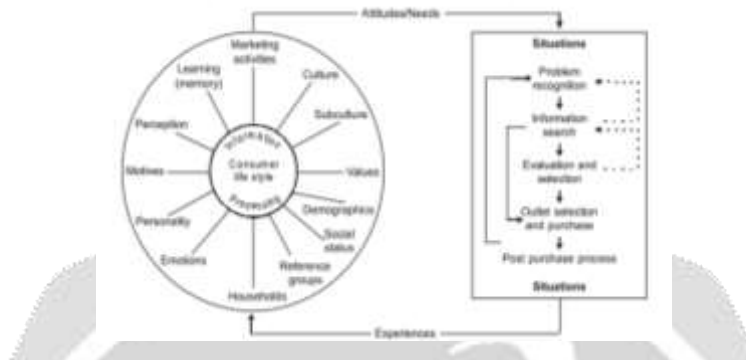 Attitudes/Needs
Marketing
activities
Learning
(memory)
Culture
Subculture
Perception
Information
Consumer
life style
Processing
Motives
Values
Personality
Demographics
Social
status
Emotions
Reference
groups
Households
Situations
Problem
recognition
Information
search
Evaluation and
selection
Outlet selection
and purchase
Post purchase process
Situations
Experiences